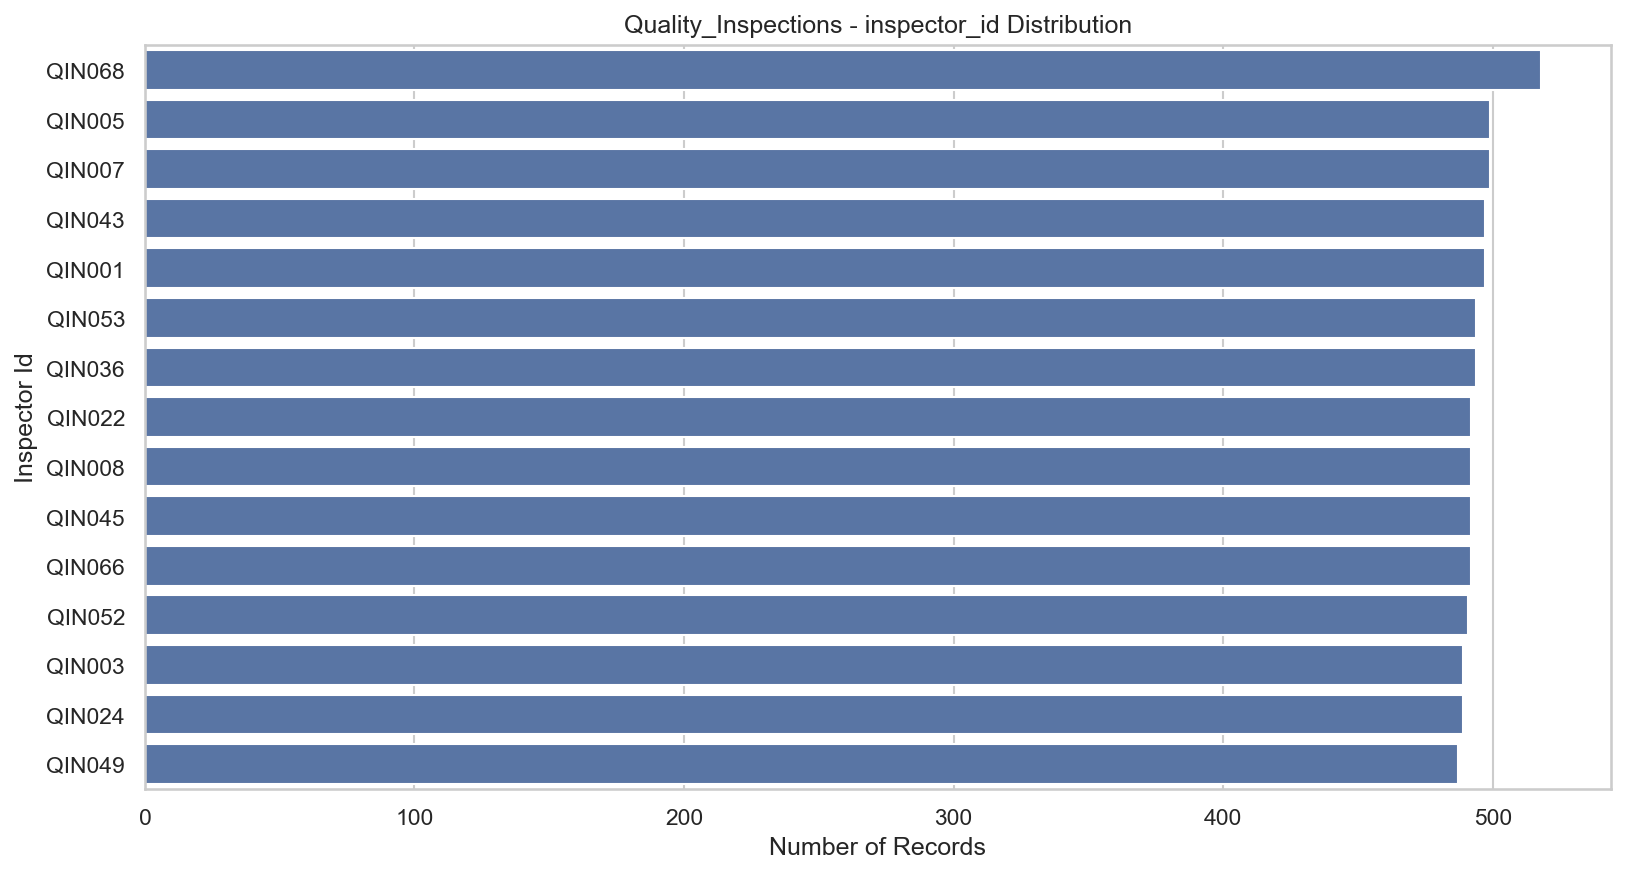 Quality_Inspections - inspector_id Distribution
QIN068
QIN005
QIN007
QIN043
QIN001
QIN053
QIN036
QIN022
QIN008
QIN045
QIN066
QIN052
QIN003
QIN024
QIN049
Inspector Id
0 100 200 300 400 500
Number of Records